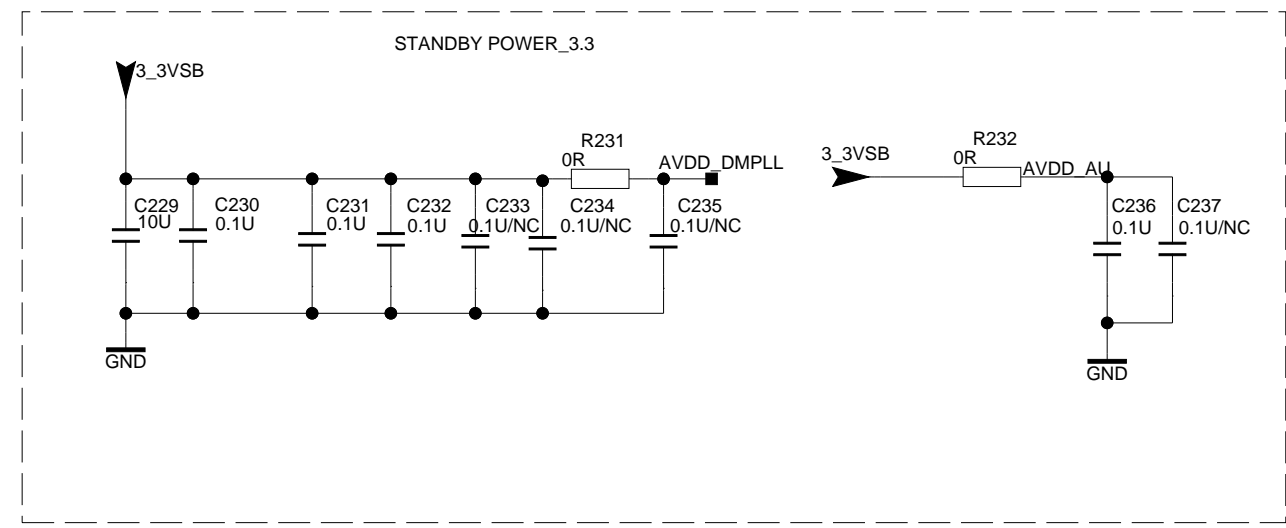 STANDBY POWER_3.3
3_3VSB
R231
0R
AVDD_DMPLL
C229
10U
C230
0.1U
C231
0.1U
C232
0.1U
C233
0.1U/NC
C234
0.1U/NC
C235
0.1U/NC
GND
3_3VSB
R232
0R
AVDD_AU
C236
0.1U
C237
0.1U/NC
GND